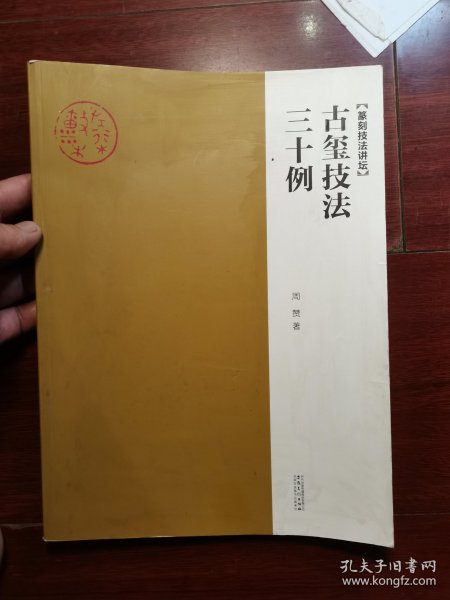 【篆刻技法讲坛】
古玺技法
三十例
周赞著
孔夫子旧书网
www.kongfz.com